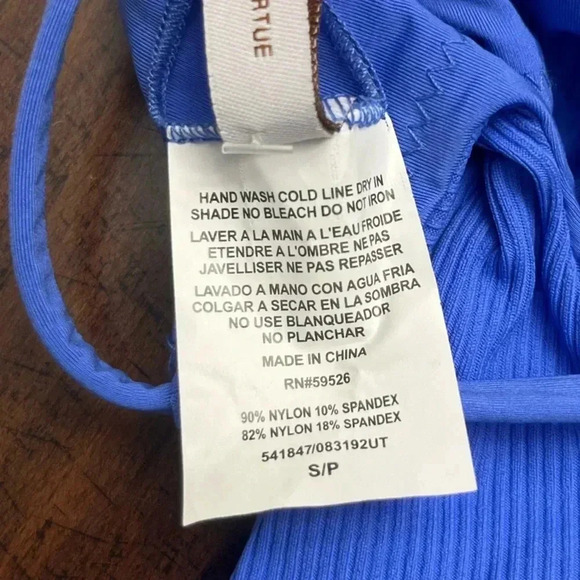 RTUE
HAND WASH COLD LINE DRY IN
SHADE NO BLEACH DO NOT IRON
LAVER A LA MAIN A L'EAU FROIDE
ETENDRE A L'OMBRE NE PAS
JAVELLISER NE PAS REPASSER
LAVADO A MANO CON AGUA FRIA
COLGAR A SECAR EN LA SOMBRA
NO USE BLANQUEADOR
NO PLANCHAR
MADE IN CHINA
RN#59526
90% NYLON 10% SPANDEX
82% NYLON 18% SPANDEX
541847/083192UT
S/P